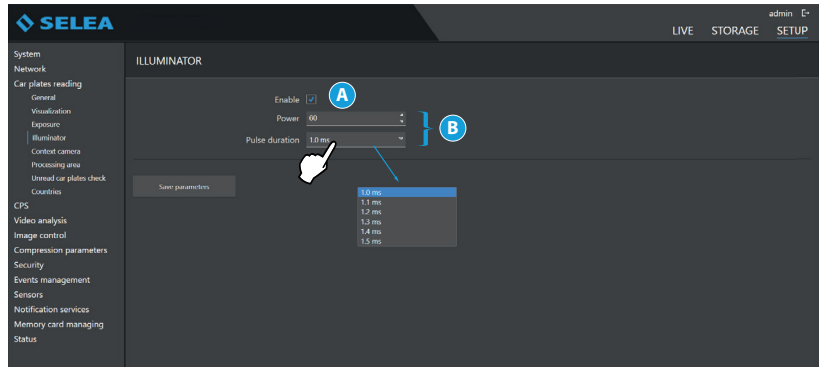 SELEA
admin
LIVE STORAGE SETUP
System
Network
Car plates reading
General
Visualization
Exposure
Illuminator
Context camera
Processing area
Unread car plates check
Countries
CPS
Video analysis
Image control
Compression parameters
Security
Events management
Sensors
Notification services
Memory card managing
Status
ILLUMINATOR
Enable A
Power 60
B
Pulse duration 1.0 ms
Save parameters
1.0 ms
1.1 ms
1.2 ms
1.3 ms
1.4 ms
1.5 ms